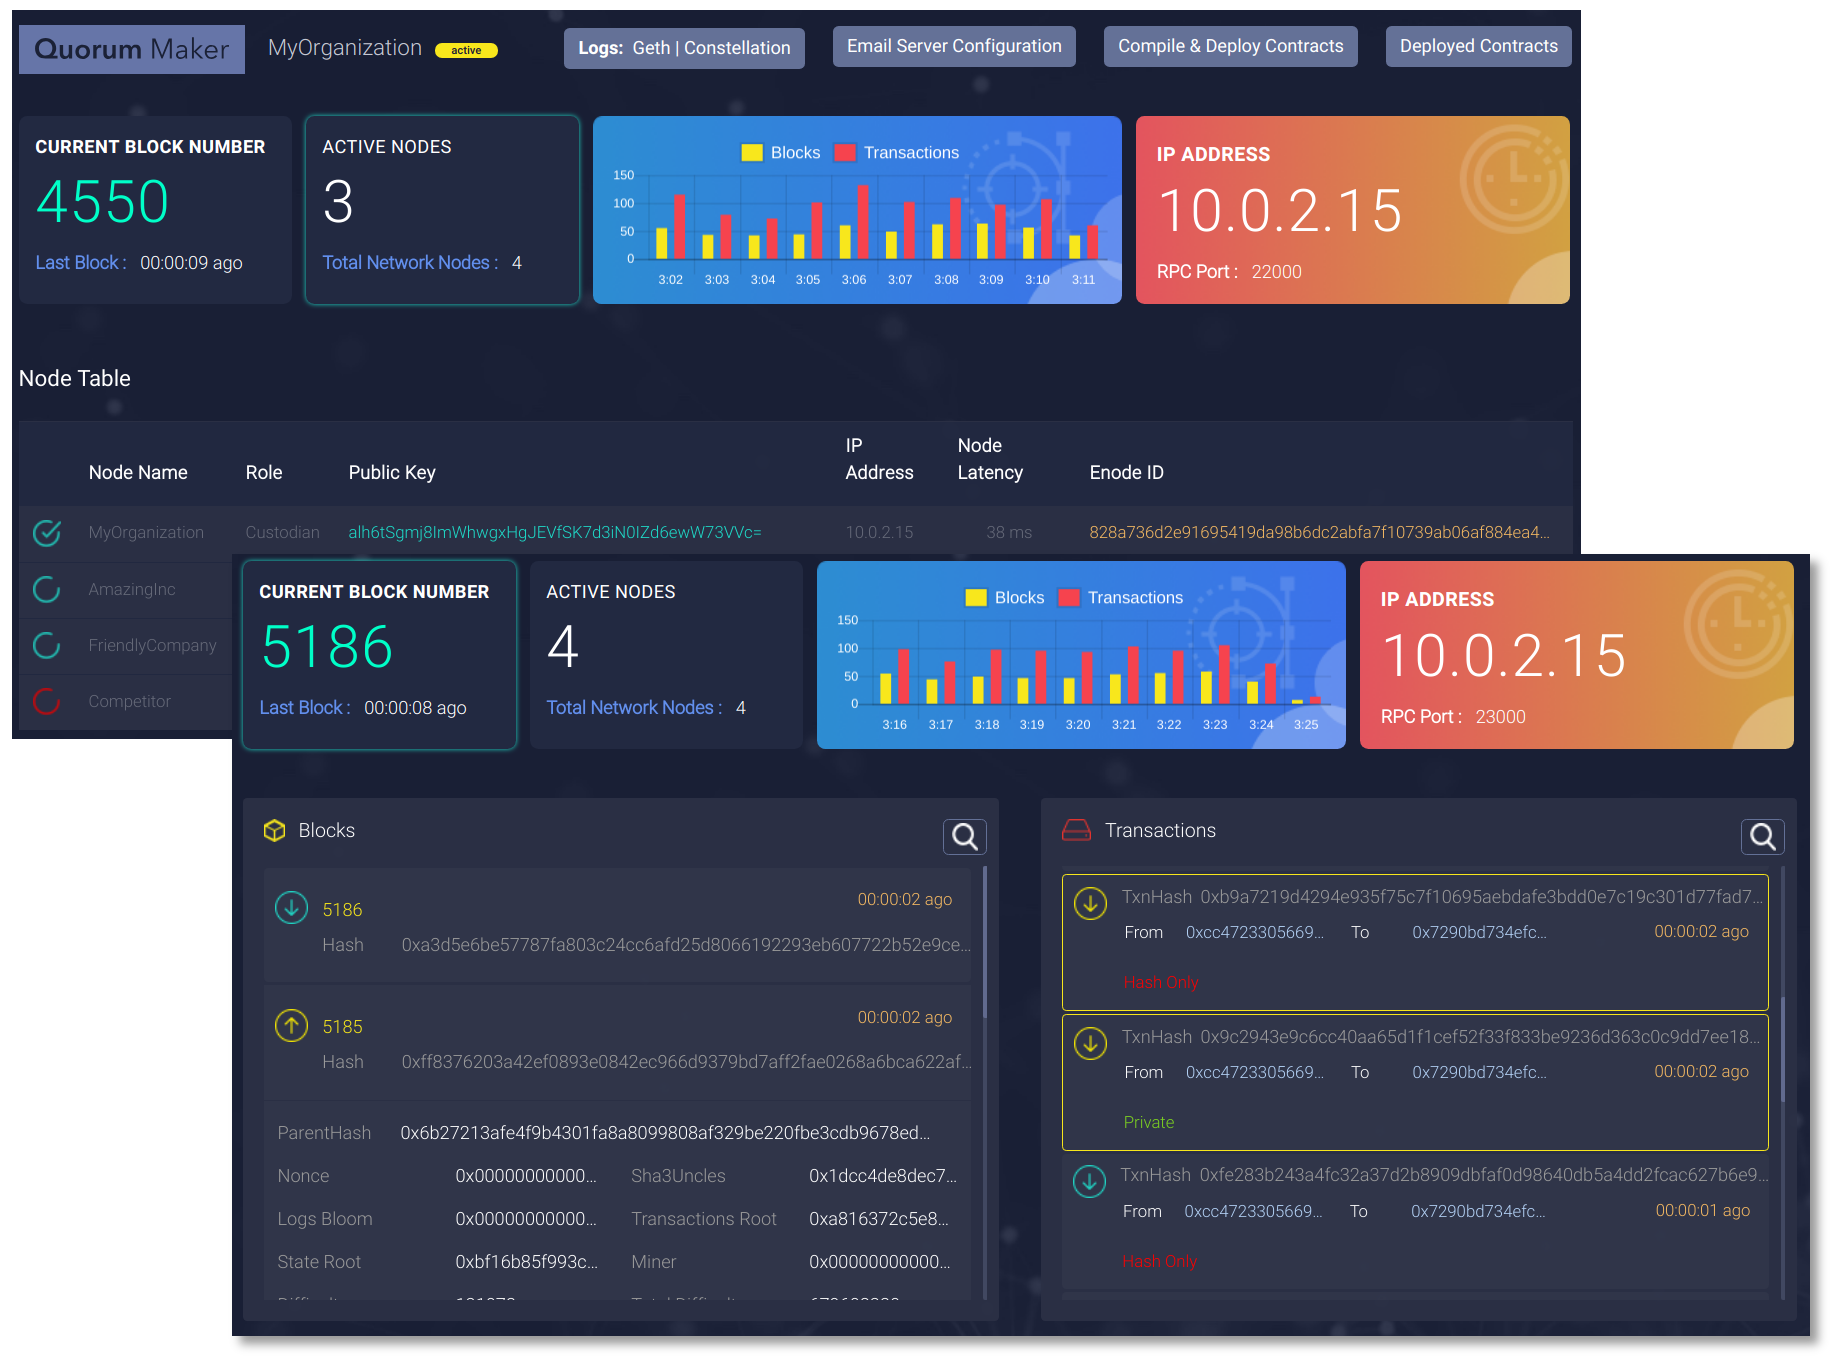 Quorum Maker MyOrganization active Logs: Geth | Constellation Email Server Configuration Compile & Deploy Contracts Deployed Contracts
CURRENT BLOCK NUMBER
4550
Last Block : 00:00:09 ago
ACTIVE NODES
3
Total Network Nodes : 4
Blocks Transactions
150
100
50
0
3:02 3:03 3:04 3:05 3:06 3:07 3:08 3:09 3:10 3:11
IP ADDRESS
10.0.2.15
RPC Port : 22000
Node Table
Node Name Role Public Key IP Address Node Latency Enode ID
MyOrganization Custodian alh6tSgmj8ImWhwgxHgJEVfSK7d3iN0IZd6ewW73VVc= 10.0.2.15 38 ms 828a736d2e91695419da98b6dc2abfa7f10739ab06af884ea4...
AmazingInc
FriendlyCompany
Competitor
CURRENT BLOCK NUMBER
5186
Last Block : 00:00:08 ago
ACTIVE NODES
4
Total Network Nodes : 4
Blocks Transactions
150
100
50
0
3:16 3:17 3:18 3:19 3:20 3:21 3:22 3:23 3:24 3:25
IP ADDRESS
10.0.2.15
RPC Port : 23000
Blocks
5186 00:00:02 ago
Hash 0xa3d5e6be57787fa803c24cc6afd25d8066192293eb607722b52e9ce...
5185 00:00:02 ago
Hash 0xff8376203a42ef0893e0842ec966d9379bd7aff2fae0268a6bca622af...
ParentHash 0x6b27213afe4f9b4301fa8a8099808af329be220fbe3cdb9678ed...
Nonce 0x00000000000... Sha3Uncles 0x1dcc4de8dec7...
Logs Bloom 0x00000000000... Transactions Root 0xa816372c5e8...
State Root 0xbf16b85f993c... Miner 0x00000000000...
Transactions
TxnHash 0xb9a7219d4294e935f75c7f10695aebdafe3bdd0e7c19c301d77fad7...
From 0xcc4723305669... To 0x7290bd734efc... 00:00:02 ago
Hash Only
TxnHash 0x9c2943e9c6cc40aa65d1f1cef52f33f833be9236d363c0c9dd7ee18...
From 0xcc4723305669... To 0x7290bd734efc... 00:00:02 ago
Private
TxnHash 0xfe283b243a4fc32a37d2b8909dbfaf0d98640db5a4dd2fcac627b6e9...
From 0xcc4723305669... To 0x7290bd734efc... 00:00:01 ago
Hash Only